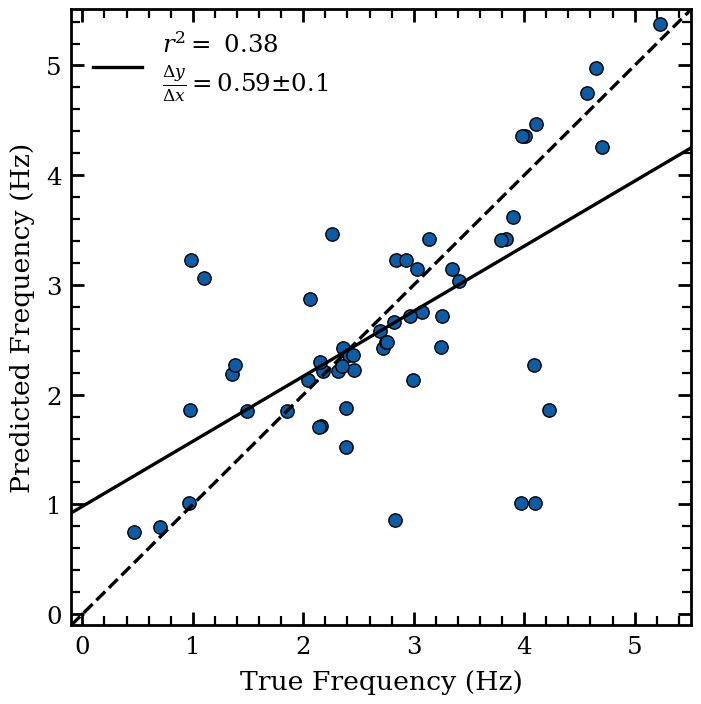 r² = 0.38
Δy/Δx = 0.59±0.1
Predicted Frequency (Hz)
5
4
3
2
1
0
0 1 2 3 4 5
True Frequency (Hz)